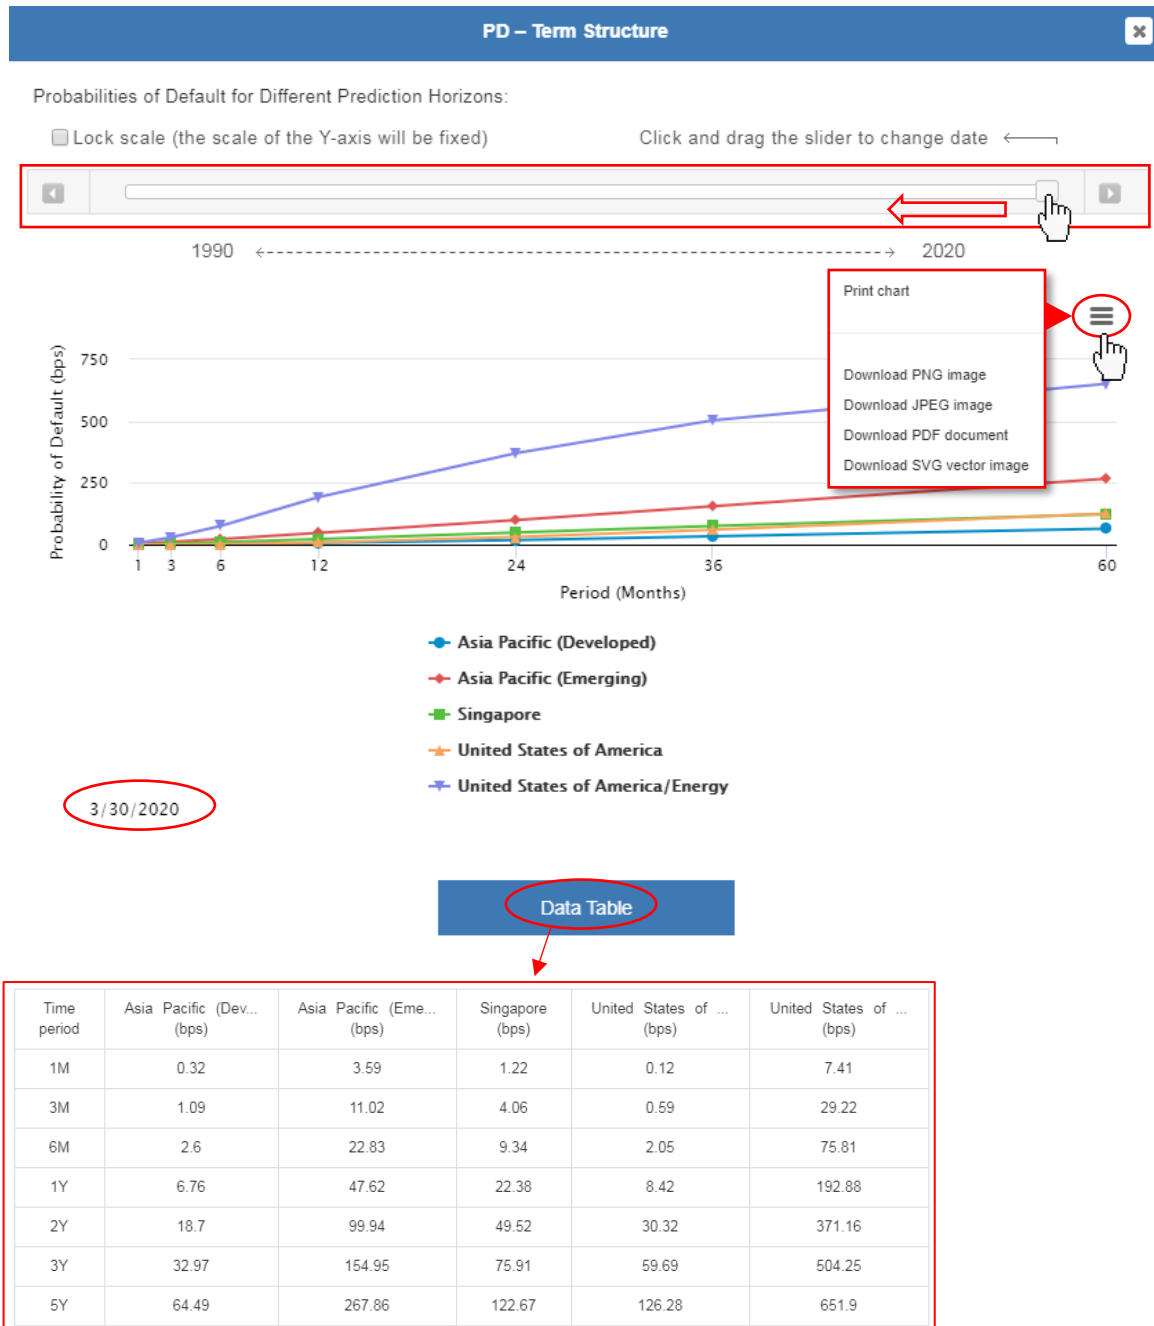 PD – Term Structure
Probabilities of Default for Different Prediction Horizons:
Lock scale (the scale of the Y-axis will be fixed)
Click and drag the slider to change date
1990
2020
Print chart
Download PNG image
Download JPEG image
Download PDF document
Download SVG vector image
Probability of Default (bps)
750
500
250
0
1 3 6 12 24 36 60
Period (Months)
Asia Pacific (Developed)
Asia Pacific (Emerging)
Singapore
United States of America
United States of America/Energy
3/30/2020
Data Table
Time period Asia Pacific (Dev... (bps) Asia Pacific (Eme... (bps) Singapore (bps) United States of ... (bps) United States of ... (bps)
1M 0.32 3.59 1.22 0.12 7.41
3M 1.09 11.02 4.06 0.59 29.22
6M 2.6 22.83 9.34 2.05 75.81
1Y 6.76 47.62 22.38 8.42 192.88
2Y 18.7 99.94 49.52 30.32 371.16
3Y 32.97 154.95 75.91 59.69 504.25
5Y 64.49 267.86 122.67 126.28 651.9